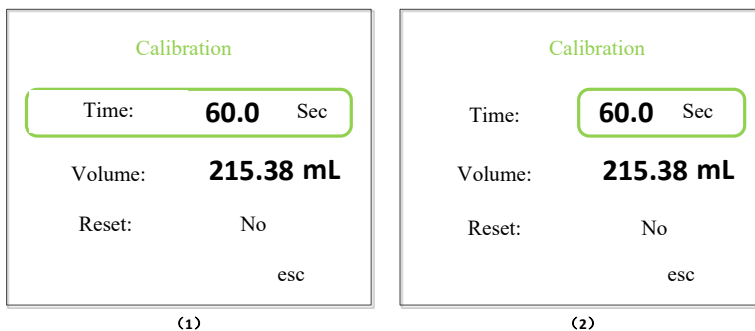 Calibration
Time: 60.0 Sec
Volume: 215.38 mL
Reset: No
esc
(1)
Calibration
Time: 60.0 Sec
Volume: 215.38 mL
Reset: No
esc
(2)